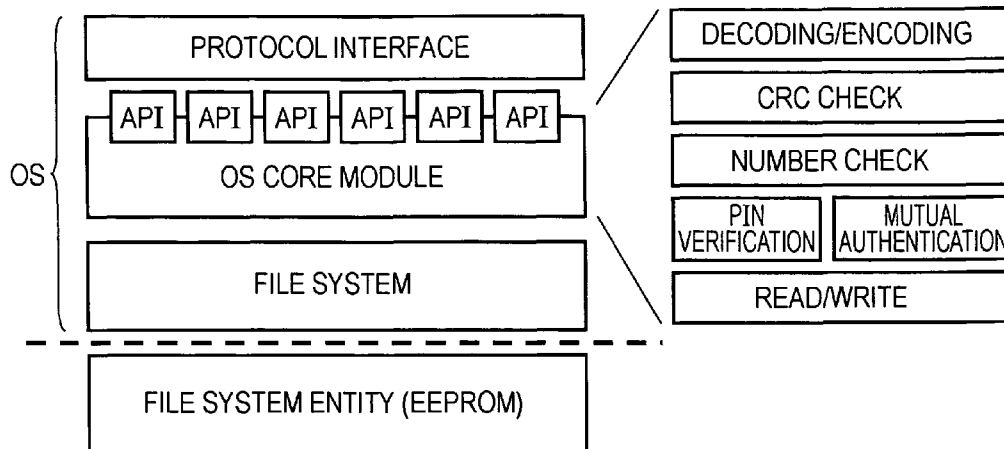 PROTOCOL INTERFACE
API API API API API API
OS CORE MODULE
OS
FILE SYSTEM
FILE SYSTEM ENTITY (EEPROM)
DECODING/ENCODING
CRC CHECK
NUMBER CHECK
PIN
VERIFICATION
MUTUAL
AUTHENTICATION
READ/WRITE